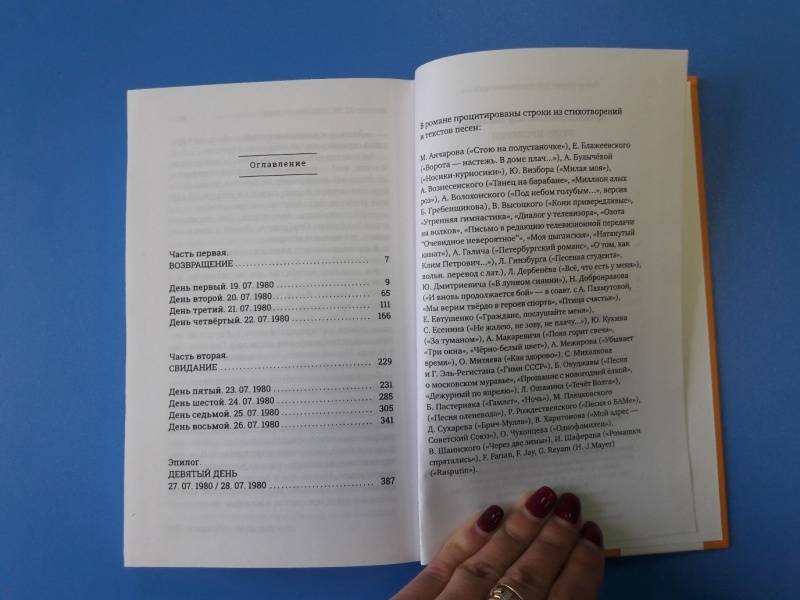 Оглавление
Часть первая.
ВОЗВРАЩЕНИЕ 7
День первый. 19. 07. 1980 9
День второй. 20. 07. 1980 65
День третий. 21. 07. 1980 111
День четвёртый. 22. 07. 1980 166
Часть вторая.
СВИДАНИЕ 229
День пятый. 23. 07. 1980 231
День шестой. 24. 07. 1980 285
День седьмой. 25. 07. 1980 305
День восьмой. 26. 07. 1980 341
Эпилог.
ДЕВЯТЫЙ ДЕНЬ
27. 07. 1980 / 28. 07. 1980 387
В романе процитированы строки из стихотворений
и текстов песен:
М. Анчарова («Стою на полустаночке»), Е. Блажеевского
(«Ворота — настежь. В доме плач...»), А. Булычёвой
(«Носики-курносики»), Ю. Визбора («Милая моя»),
А. Вознесенского («Танец на барабане», «Миллион алых
роз»), А. Волохонского («Под небом голубым...», версия
Б. Гребенщикова), В. Высоцкого («Кони привередливые»,
«Утренняя гимнастика», «Диалог у телевизора», «Охота
на волков», «Письмо в редакцию телевизионной передачи
"Очевидное невероятное"», «Моя цыганская», «Натянутый
канат»), А. Галича («Петербургский романс», «О том, как
Клим Петрович...»), Л. Гинзбурга («Песенка студента»,
вольн. перевод с лат.), Л. Дербенёва («Всё, что есть у меня»),
Ю. Дмитриевича («В лунном сиянии»), Н. Добронравова
(«И вновь продолжается бой» — в соавт. с А. Пахмутовой,
«Мы верим твёрдо в героев спорта», «Птица счастья»),
Е. Евтушенко («Граждане, послушайте меня»),
С. Есенина («Не жалею, не зову, не плачу...»), Ю. Кукина
(«За туманом»), А. Макаревича («Пока горит свеча»,
«Три окна», «Чёрно-белый цвет»), А. Межирова («Убывает
время»), О. Митяева («Как здорово»), С. Михалкова
и Г. Эль-Регистана («Гимн СССР»), Б. Окуджавы («Песня
о московском муравье», «Прощание с новогодней ёлкой»,
«Дежурный по апрелю»), Л. Ошанина («Течёт Волга»),
Б. Пастернака («Гамлет», «Ночь»), М. Пляцковского
(«Песня оленевода»), Р. Рождественского («Песня о БАМе»),
Д. Сухарева («Брич-Мулла»), В. Харитонова («Мой адрес —
Советский Союз»), О. Чухонцева («Однофамилец»),
В. Шаинского («Через две зимы»), И. Шаферана («Ромашки
спрятались»), F. Farian, F. Jay, G. Reyam (H. J.Mayer)
(«Rasputin»).